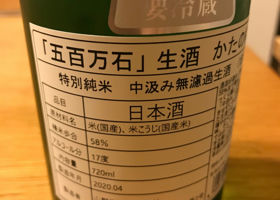 要冷蔵
「五百万石」生酒 かたの
特別純米 中汲み無濾過生酒
品目 日本酒
原材料名 米(国産)、米こうじ(国産米)
精米歩合 58%
アルコール分 17度
内容量 720ml
製造年月 2020.04